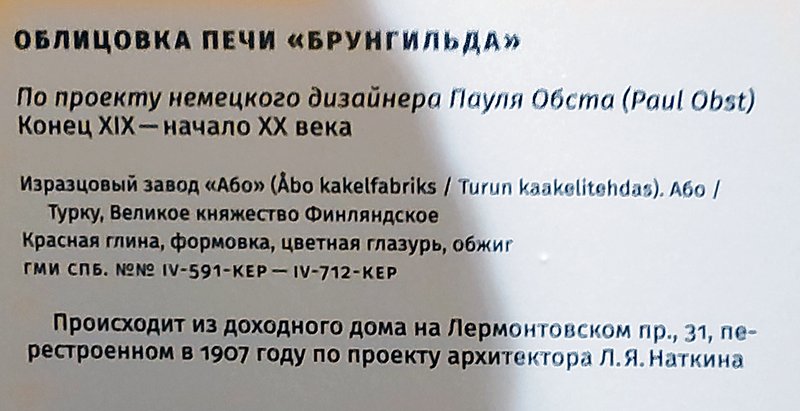 ОБЛИЦОВКА ПЕЧИ «БРУНГИЛЬДА»
По проекту немецкого дизайнера Пауля Обста (Paul Obst)
Конец XIX — начало XX века
Изразцовый завод «Або» (Åbo kakelfabriks / Turun kaakelitehdas). Або /
Турку, Великое княжество Финляндское
Красная глина, формовка, цветная глазурь, обжиг
ГМИ СПБ. №№ IV-591-КЕР — IV-712-КЕР
Происходит из доходного дома на Лермонтовском пр., 31, пе-
рестроенном в 1907 году по проекту архитектора Л. Я. Наткина